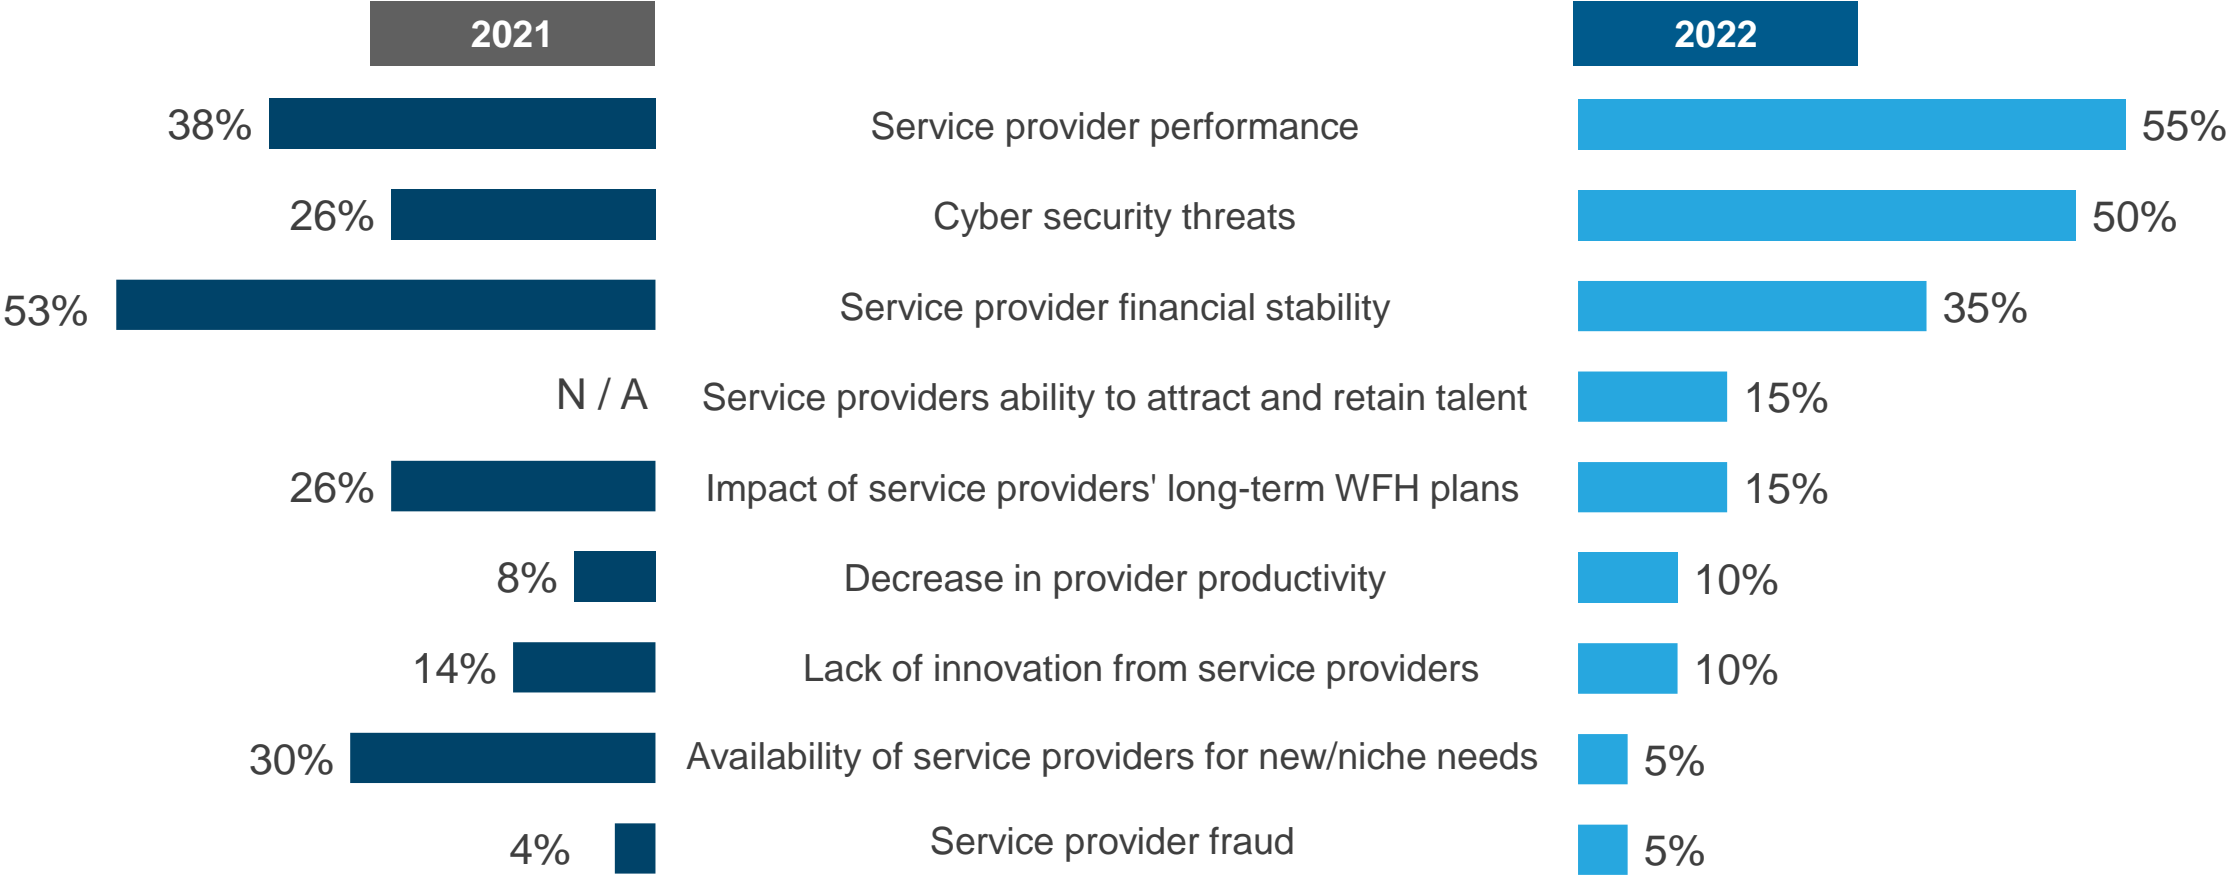 2021 2022
38% Service provider performance 55%
26% Cyber security threats 50%
53% Service provider financial stability 35%
N / A Service providers ability to attract and retain talent 15%
26% Impact of service providers' long-term WFH plans 15%
8% Decrease in provider productivity 10%
14% Lack of innovation from service providers 10%
30% Availability of service providers for new/niche needs 5%
4% Service provider fraud 5%